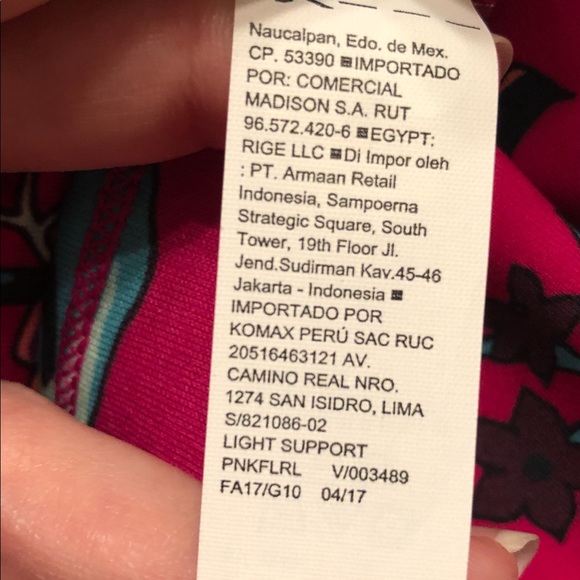 Naucalpan, Edo. de Mex.
CP. 53390 ■IMPORTADO
POR: COMERCIAL
MADISON S.A. RUT
96.572.420-6 ■EGYPT:
RIGE LLC ■Di Impor oleh
: PT. Armaan Retail
Indonesia, Sampoerna
Strategic Square, South
Tower, 19th Floor Jl.
Jend.Sudirman Kav.45-46
Jakarta - Indonesia ■
IMPORTADO POR
KOMAX PERÚ SAC RUC
20516463121 AV.
CAMINO REAL NRO.
1274 SAN ISIDRO, LIMA
S/821086-02
LIGHT SUPPORT
PNKFLRL V/003489
FA17/G10 04/17